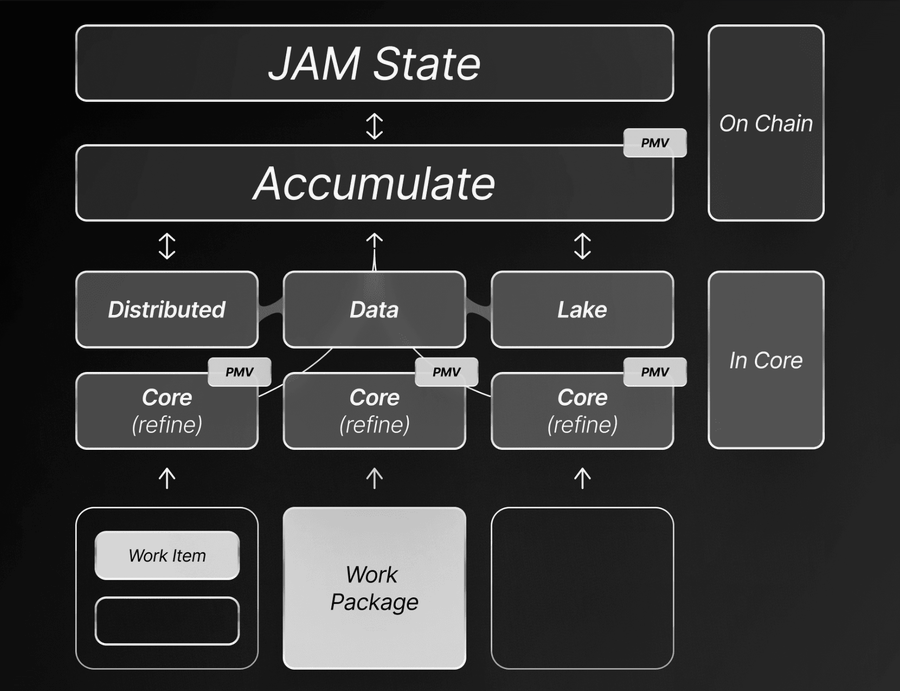 JAM State
On Chain
PMV
Accumulate
Distributed
Data
Lake
In Core
PMV
PMV
PMV
Core
(refine)
Core
(refine)
Core
(refine)
Work Item
Work
Package